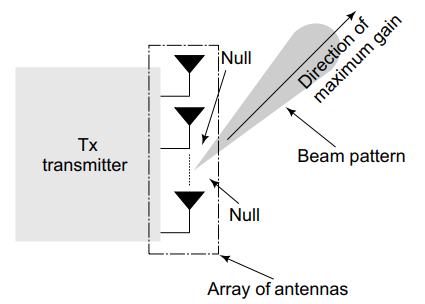 Null
Direction of
maximum gain
Tx
transmitter
Beam pattern
Null
Array of antennas